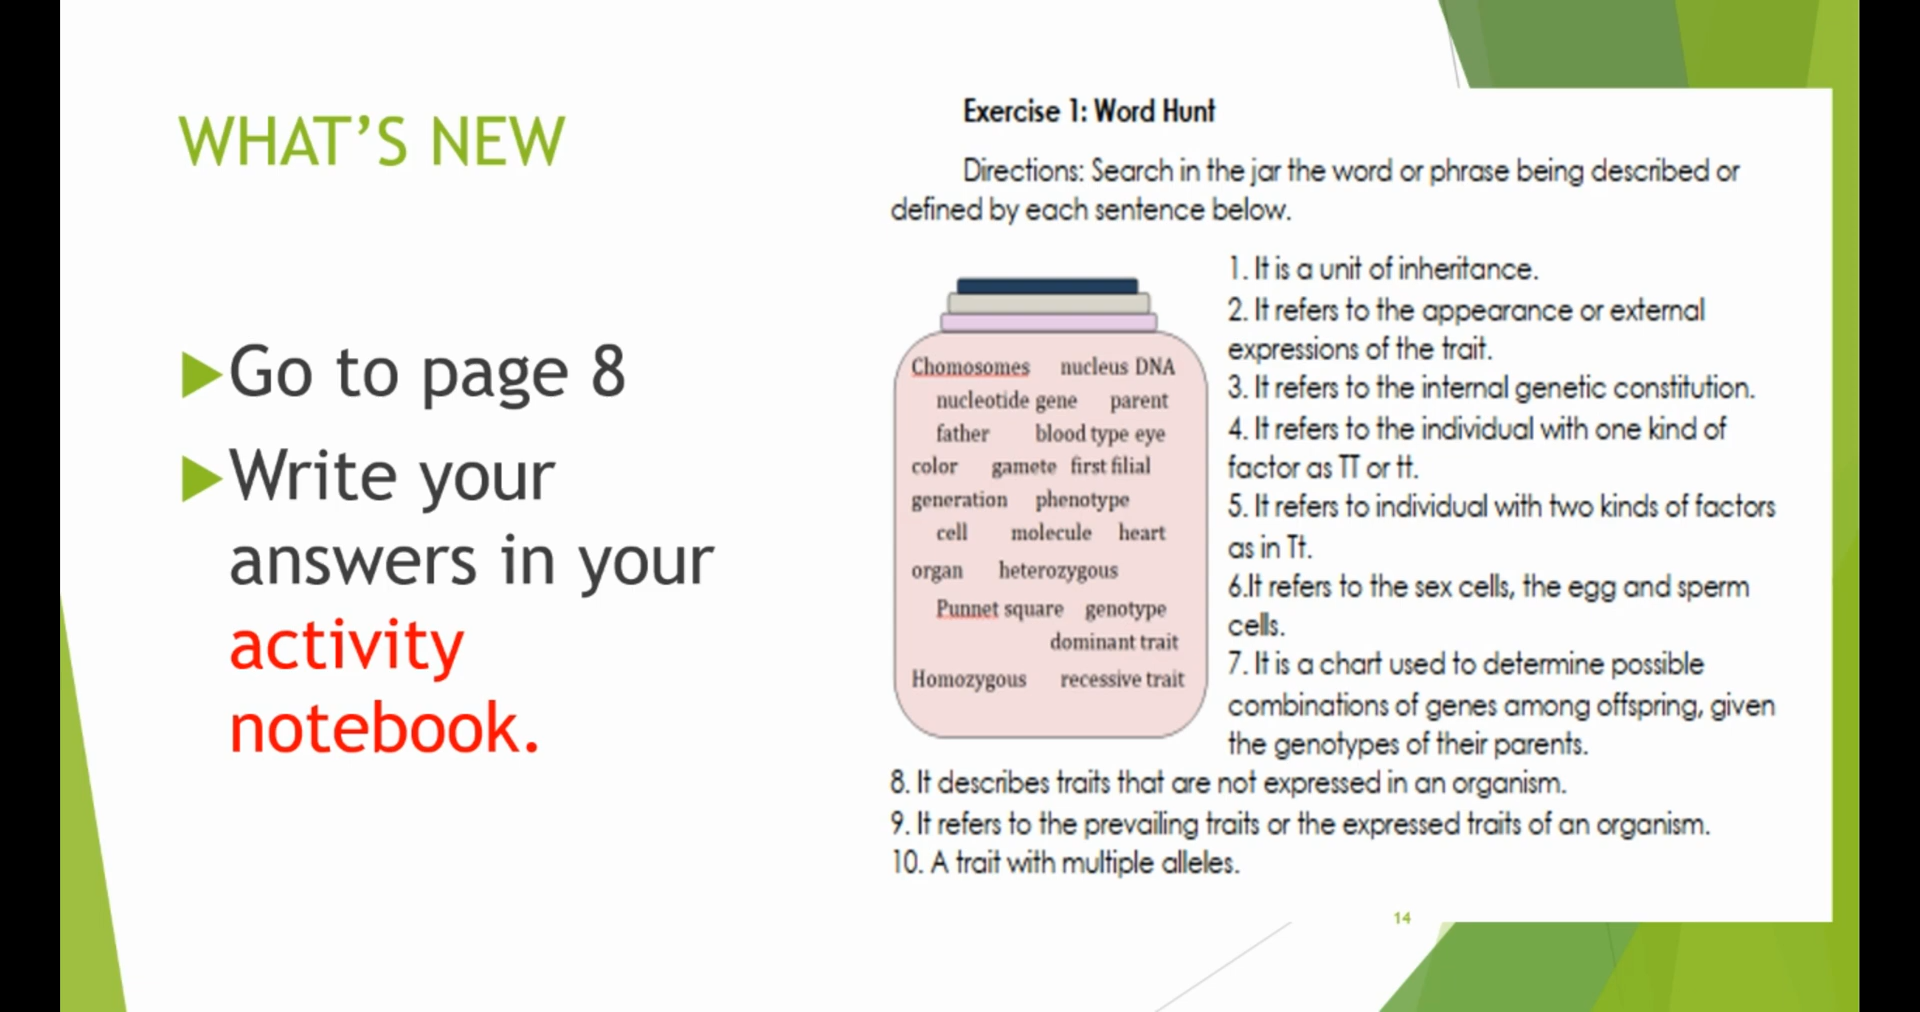 WHAT'S NEW
Go to page 8
Write your
answers in your
activity
notebook.
Exercise 1: Word Hunt
Directions: Search in the jar the word or phrase being described or
defined by each sentence below.
Chomosomes nucleus DNA
nucleotide gene parent
father blood type eye
color gamete first filial
generation phenotype
cell molecule heart
organ heterozygous
Punnet square genotype
dominant trait
Homozygous recessive trait
1. It is a unit of inheritance.
2. It refers to the appearance or external
expressions of the trait.
3. It refers to the internal genetic constitution.
4. It refers to the individual with one kind of
factor as TT or tt.
5. It refers to individual with two kinds of factors
as in Tt.
6.It refers to the sex cells, the egg and sperm
cells.
7. It is a chart used to determine possible
combinations of genes among offspring, given
the genotypes of their parents.
8. It describes traits that are not expressed in an organism.
9. It refers to the prevailing traits or the expressed traits of an organism.
10. A trait with multiple alleles.
14